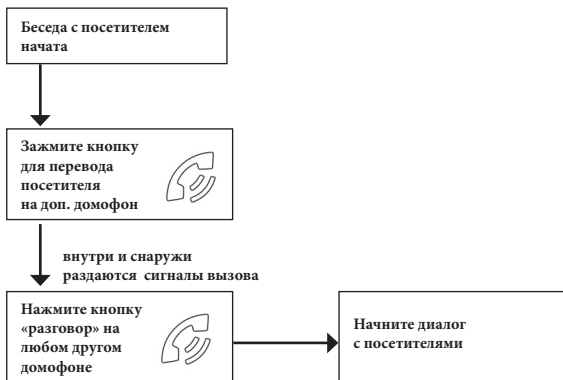 Беседа с посетителем
начата
Зажмите кнопку
для перевода
посетителя
на доп. домофон
внутри и снаружи
раздаются сигналы вызова
Нажмите кнопку
«разговор» на
любом другом
домофоне
Начните диалог
с посетителями